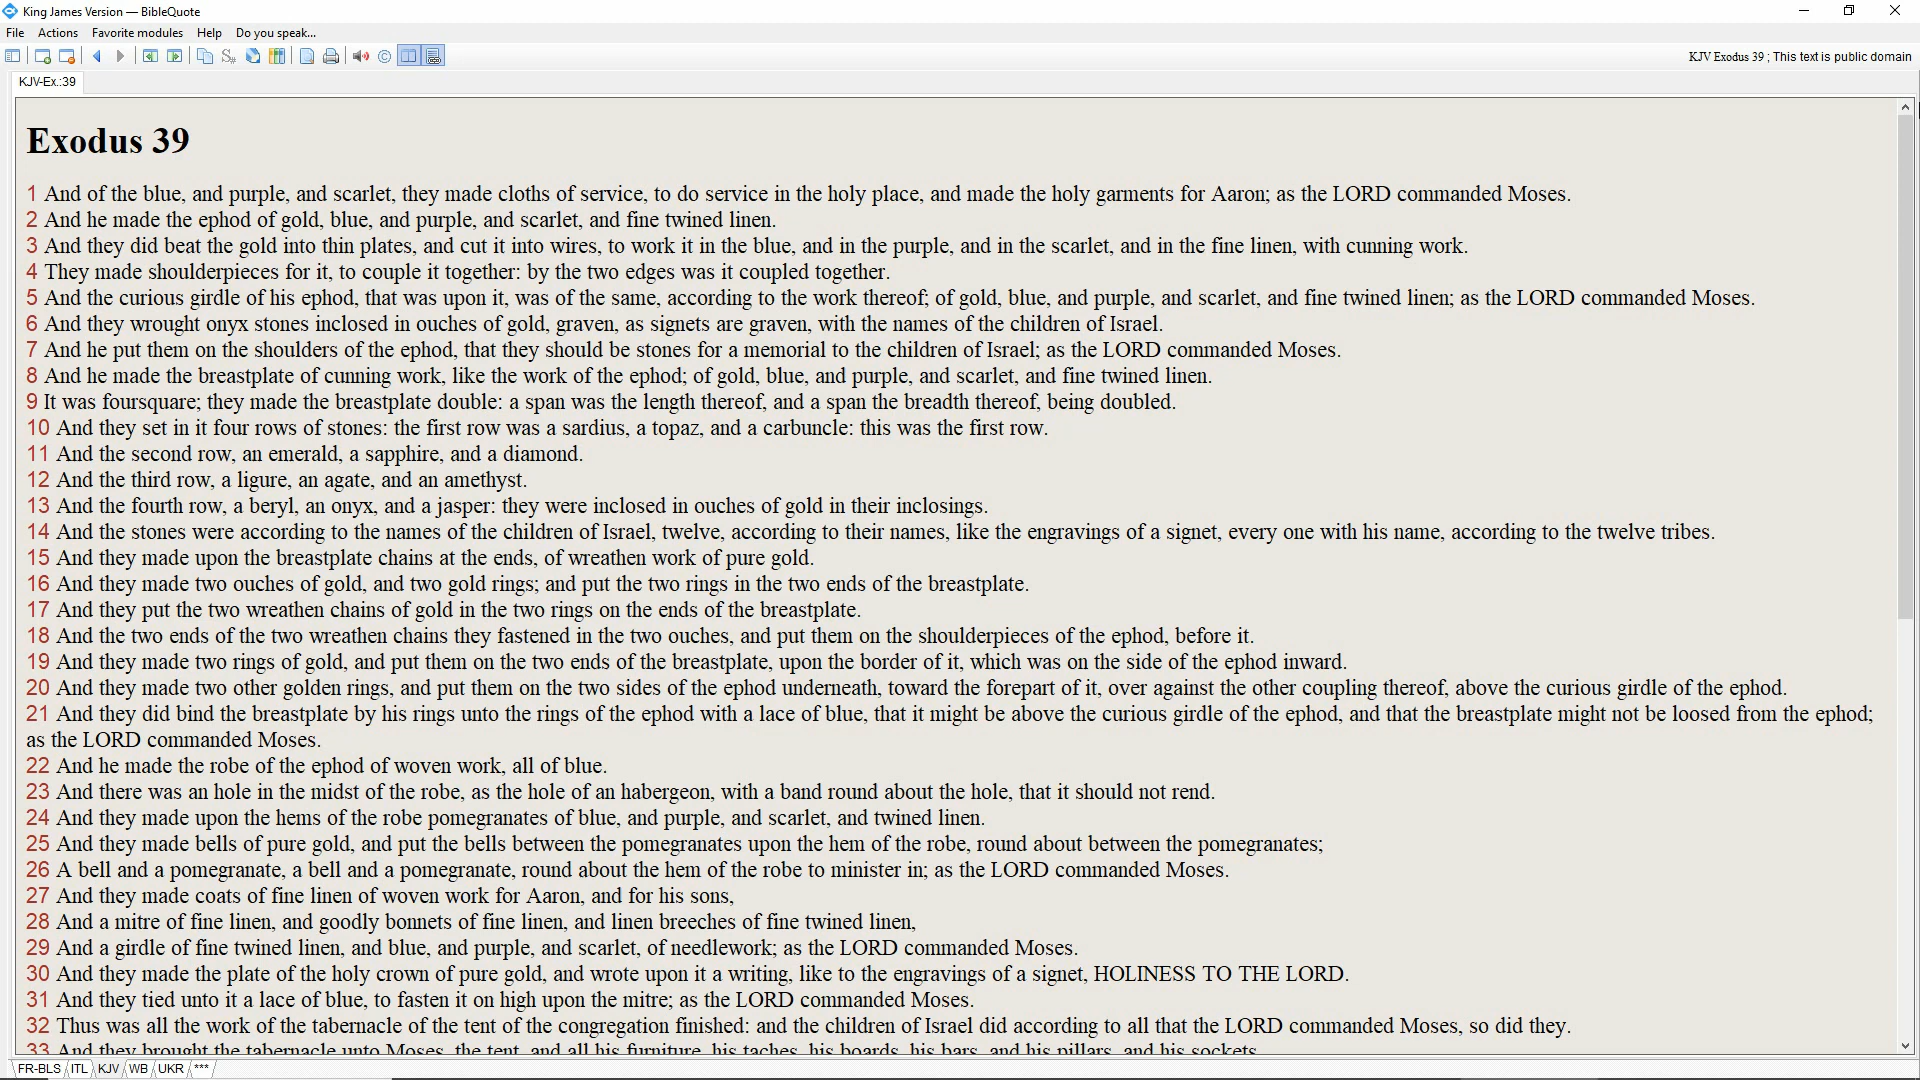 King James Version — BibleQuote
File Actions Favorite modules Help Do you speak...
KJV Exodus 39 ; This text is public domain
KJV-Ex.:39
Exodus 39
1 And of the blue, and purple, and scarlet, they made cloths of service, to do service in the holy place, and made the holy garments for Aaron; as the LORD commanded Moses.
2 And he made the ephod of gold, blue, and purple, and scarlet, and fine twined linen.
3 And they did beat the gold into thin plates, and cut it into wires, to work it in the blue, and in the purple, and in the scarlet, and in the fine linen, with cunning work.
4 They made shoulderpieces for it, to couple it together: by the two edges was it coupled together.
5 And the curious girdle of his ephod, that was upon it, was of the same, according to the work thereof; of gold, blue, and purple, and scarlet, and fine twined linen; as the LORD commanded Moses.
6 And they wrought onyx stones inclosed in ouches of gold, graven, as signets are graven, with the names of the children of Israel.
7 And he put them on the shoulders of the ephod, that they should be stones for a memorial to the children of Israel; as the LORD commanded Moses.
8 And he made the breastplate of cunning work, like the work of the ephod; of gold, blue, and purple, and scarlet, and fine twined linen.
9 It was foursquare; they made the breastplate double: a span was the length thereof, and a span the breadth thereof, being doubled.
10 And they set in it four rows of stones: the first row was a sardius, a topaz, and a carbuncle: this was the first row.
11 And the second row, an emerald, a sapphire, and a diamond.
12 And the third row, a ligure, an agate, and an amethyst.
13 And the fourth row, a beryl, an onyx, and a jasper: they were inclosed in ouches of gold in their inclosings.
14 And the stones were according to the names of the children of Israel, twelve, according to their names, like the engravings of a signet, every one with his name, according to the twelve tribes.
15 And they made upon the breastplate chains at the ends, of wreathen work of pure gold.
16 And they made two ouches of gold, and two gold rings; and put the two rings in the two ends of the breastplate.
17 And they put the two wreathen chains of gold in the two rings on the ends of the breastplate.
18 And the two ends of the two wreathen chains they fastened in the two ouches, and put them on the shoulderpieces of the ephod, before it.
19 And they made two rings of gold, and put them on the two ends of the breastplate, upon the border of it, which was on the side of the ephod inward.
20 And they made two other golden rings, and put them on the two sides of the ephod underneath, toward the forepart of it, over against the other coupling thereof, above the curious girdle of the ephod.
21 And they did bind the breastplate by his rings unto the rings of the ephod with a lace of blue, that it might be above the curious girdle of the ephod, and that the breastplate might not be loosed from the ephod;
as the LORD commanded Moses.
22 And he made the robe of the ephod of woven work, all of blue.
23 And there was an hole in the midst of the robe, as the hole of an habergeon, with a band round about the hole, that it should not rend.
24 And they made upon the hems of the robe pomegranates of blue, and purple, and scarlet, and twined linen.
25 And they made bells of pure gold, and put the bells between the pomegranates upon the hem of the robe, round about between the pomegranates;
26 A bell and a pomegranate, a bell and a pomegranate, round about the hem of the robe to minister in; as the LORD commanded Moses.
27 And they made coats of fine linen of woven work for Aaron, and for his sons,
28 And a mitre of fine linen, and goodly bonnets of fine linen, and linen breeches of fine twined linen,
29 And a girdle of fine twined linen, and blue, and purple, and scarlet, of needlework; as the LORD commanded Moses.
30 And they made the plate of the holy crown of pure gold, and wrote upon it a writing, like to the engravings of a signet, HOLINESS TO THE LORD.
31 And they tied unto it a lace of blue, to fasten it on high upon the mitre; as the LORD commanded Moses.
32 Thus was all the work of the tabernacle of the tent of the congregation finished: and the children of Israel did according to all that the LORD commanded Moses, so did they.
33 And they brought the tabernacle unto Moses, the tent, and all his furniture, his taches, his boards, his bars, and his pillars, and his sockets,
FR-BLS ITL KJV WB UKR ***